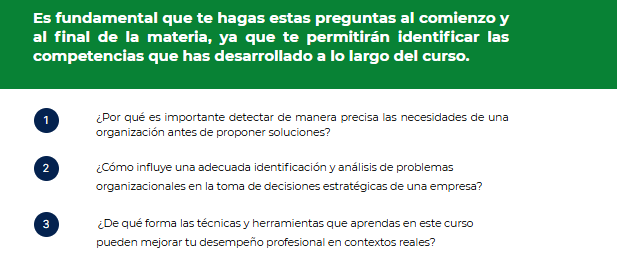 Es fundamental que te hagas estas preguntas al comienzo y
al final de la materia, ya que te permitirán identificar las
competencias que has desarrollado a lo largo del curso.
1
¿Por qué es importante detectar de manera precisa las necesidades de una
organización antes de proponer soluciones?
2
¿Cómo influye una adecuada identificación y análisis de problemas
organizacionales en la toma de decisiones estratégicas de una empresa?
3
¿De qué forma las técnicas y herramientas que aprendas en este curso
pueden mejorar tu desempeño profesional en contextos reales?